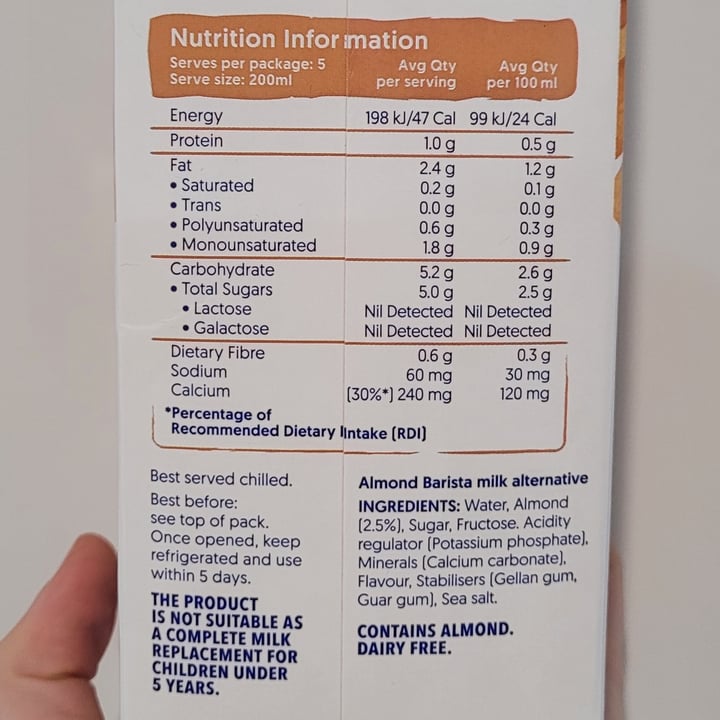 Nutrition Information
Serves per package: 5
Serve size: 200ml
Avg Qty per serving
Avg Qty per 100 ml
Energy 198 kJ/47 Cal 99 kJ/24 Cal
Protein 1.0 g 0.5 g
Fat 2.4 g 1.2 g
• Saturated 0.2 g 0.1 g
• Trans 0.0 g 0.0 g
• Polyunsaturated 0.6 g 0.3 g
• Monounsaturated 1.8 g 0.9 g
Carbohydrate 5.2 g 2.6 g
• Total Sugars 5.0 g 2.5 g
• Lactose Nil Detected Nil Detected
• Galactose Nil Detected Nil Detected
Dietary Fibre 0.6 g 0.3 g
Sodium 60 mg 30 mg
Calcium (30%*) 240 mg 120 mg
*Percentage of
Recommended Dietary Intake (RDI)
Best served chilled.
Best before:
see top of pack.
Once opened, keep
refrigerated and use
within 5 days.
THE PRODUCT
IS NOT SUITABLE AS
A COMPLETE MILK
REPLACEMENT FOR
CHILDREN UNDER
5 YEARS.
Almond Barista milk alternative
INGREDIENTS: Water, Almond
(2.5%), Sugar, Fructose. Acidity
regulator (Potassium phosphate),
Minerals (Calcium carbonate),
Flavour, Stabilisers (Gellan gum,
Guar gum), Sea salt.
CONTAINS ALMOND.
DAIRY FREE.